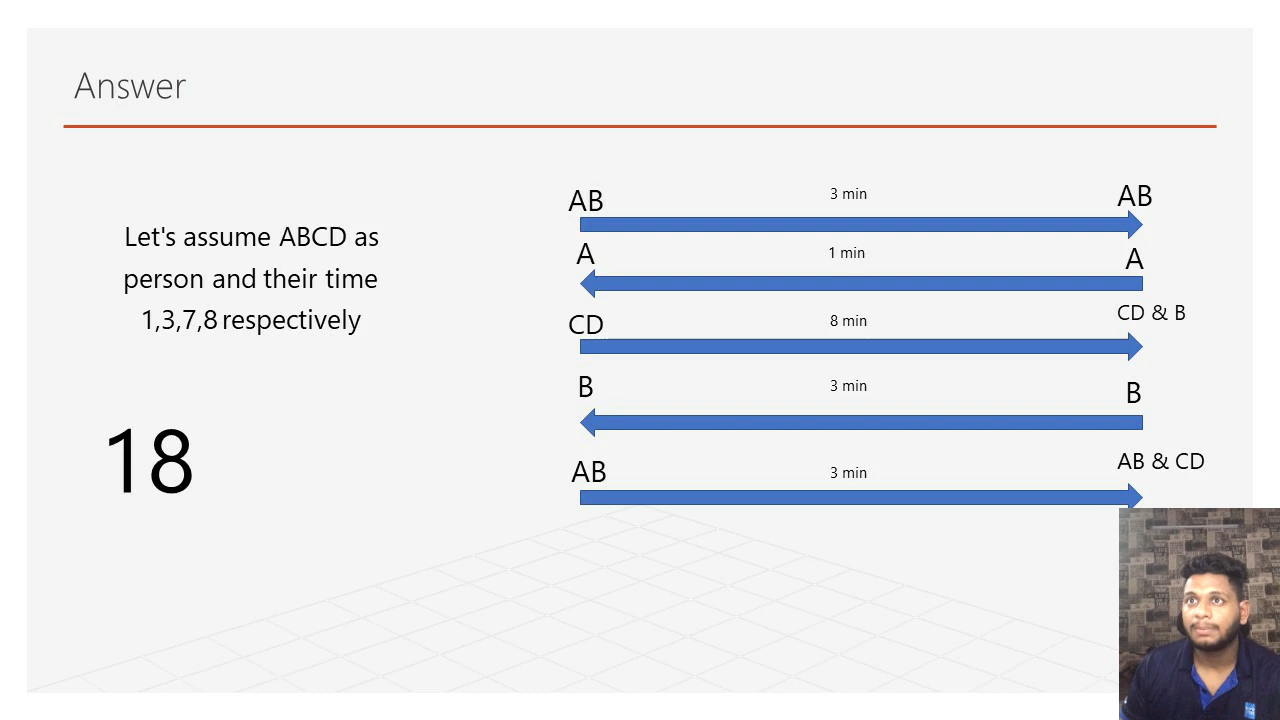 Answer
Let's assume ABCD as
person and their time
1,3,7,8 respectively
18
AB 3 min AB
A 1 min A
CD 8 min CD & B
B 3 min B
AB 3 min AB & CD